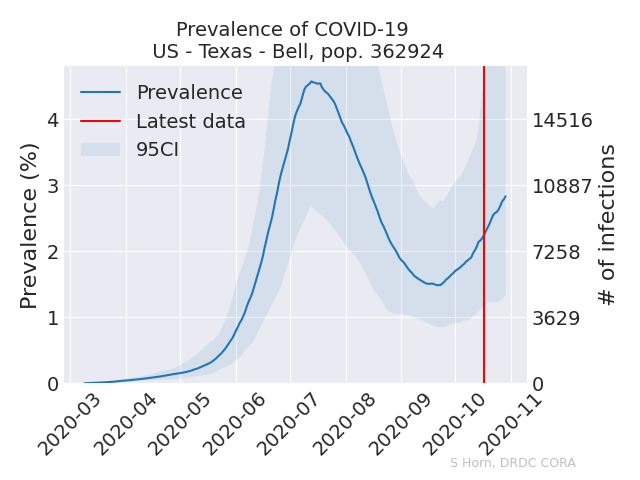 Prevalence of COVID-19
US - Texas - Bell, pop. 362924
Prevalence
Latest data
95CI
Prevalence (%)
4
3
2
1
0
14516
10887
7258
3629
0
# of infections
2020-03
2020-04
2020-05
2020-06
2020-07
2020-08
2020-09
2020-10
2020-11
S Horn, DRDC CORA